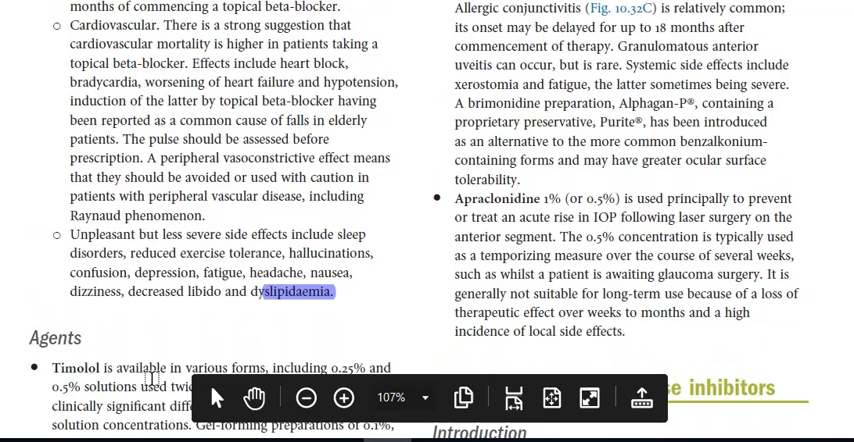 months of commencing a topical beta-blocker.
○ Cardiovascular. There is a strong suggestion that
cardiovascular mortality is higher in patients taking a
topical beta-blocker. Effects include heart block,
bradycardia, worsening of heart failure and hypotension,
induction of the latter by topical beta-blocker having
been reported as a common cause of falls in elderly
patients. The pulse should be assessed before
prescription. A peripheral vasoconstrictive effect means
that they should be avoided or used with caution in
patients with peripheral vascular disease, including
Raynaud phenomenon.
○ Unpleasant but less severe side effects include sleep
disorders, reduced exercise tolerance, hallucinations,
confusion, depression, fatigue, headache, nausea,
dizziness, decreased libido and dyslipidaemia.
Agents
• Timolol is available in various forms, including 0.25% and
0.5% solutions used twic
clinically significant diff
solution concentrations. Gel-forming preparations of 0.1%,
Allergic conjunctivitis (Fig. 10.32C) is relatively common;
its onset may be delayed for up to 18 months after
commencement of therapy. Granulomatous anterior
uveitis can occur, but is rare. Systemic side effects include
xerostomia and fatigue, the latter sometimes being severe.
A brimonidine preparation, Alphagan-P®, containing a
proprietary preservative, Purite®, has been introduced
as an alternative to the more common benzalkonium-
containing forms and may have greater ocular surface
tolerability.
• Apraclonidine 1% (or 0.5%) is used principally to prevent
or treat an acute rise in IOP following laser surgery on the
anterior segment. The 0.5% concentration is typically used
as a temporizing measure over the course of several weeks,
such as whilst a patient is awaiting glaucoma surgery. It is
generally not suitable for long-term use because of a loss of
therapeutic effect over weeks to months and a high
incidence of local side effects.
se inhibitors
Introduction
107%